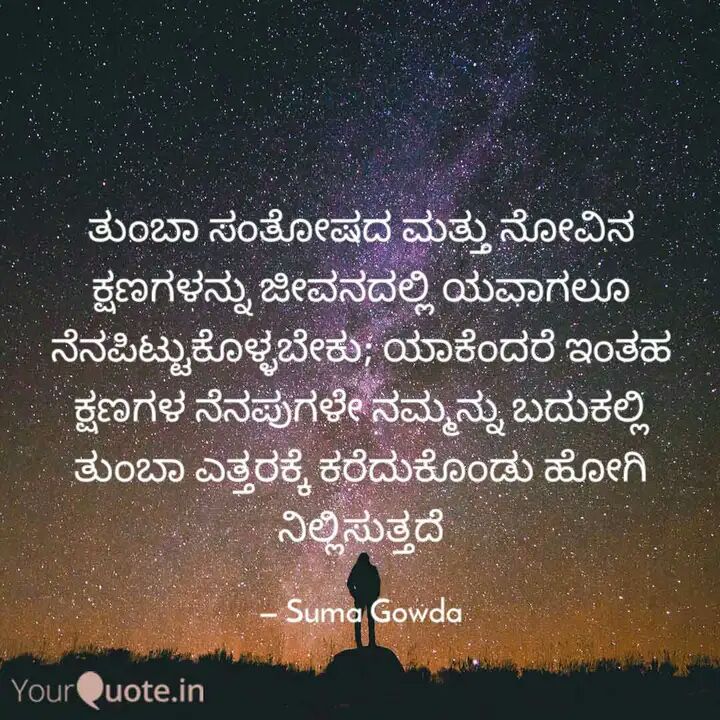 ತುಂಬಾ ಸಂತೋಷದ ಮತ್ತು ನೋವಿನ
ಕ್ಷಣಗಳನ್ನು ಜೀವನದಲ್ಲಿ ಯವಾಗಲೂ
ನೆನಪಿಟ್ಟುಕೊಳ್ಳಬೇಕು; ಯಾಕೆಂದರೆ ಇಂತಹ
ಕ್ಷಣಗಳ ನೆನಪುಗಳೇ ನಮ್ಮನ್ನು ಬದುಕಲ್ಲಿ
ತುಂಬಾ ಎತ್ತರಕ್ಕೆ ಕರೆದುಕೊಂಡು ಹೋಗಿ
ನಿಲ್ಲಿಸುತ್ತದೆ
– Suma Gowda
YourQuote.in